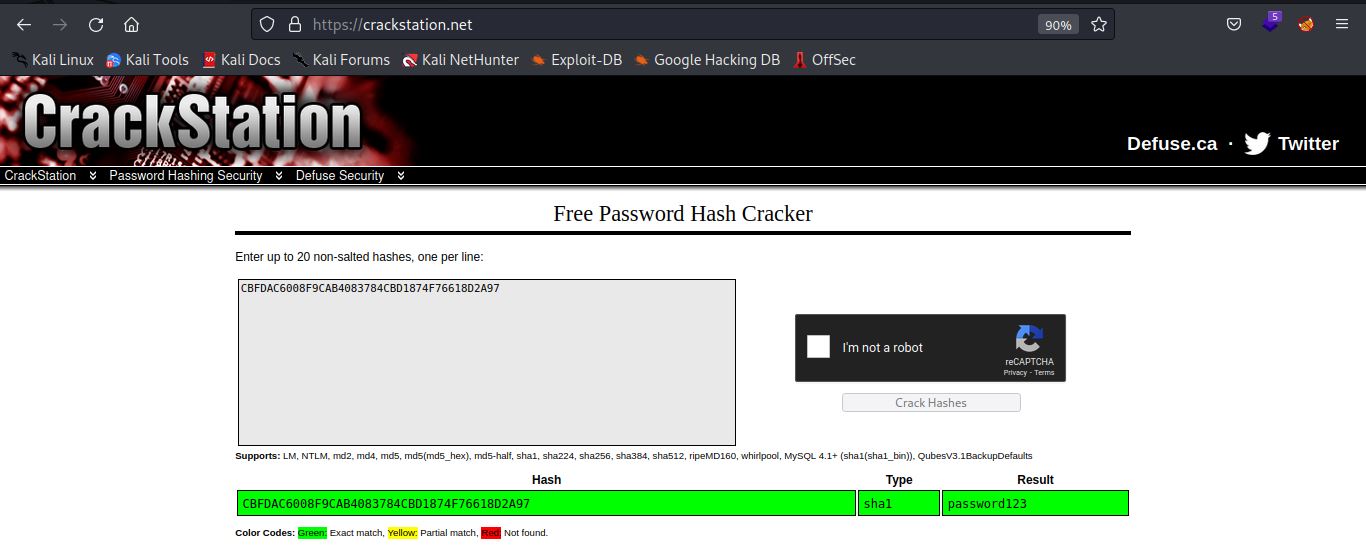 https://crackstation.net
90%
5
Kali Linux Kali Tools Kali Docs Kali Forums Kali NetHunter Exploit-DB Google Hacking DB OffSec
CrackStation
Defuse.ca · Twitter
CrackStation Password Hashing Security Defuse Security
Free Password Hash Cracker
Enter up to 20 non-salted hashes, one per line:
CBFDAC6008F9CAB4083784CBD1874F76618D2A97
I'm not a robot
reCAPTCHA
Privacy - Terms
Crack Hashes
Supports: LM, NTLM, md2, md4, md5, md5(md5_hex), md5-half, sha1, sha224, sha256, sha384, sha512, ripeMD160, whirlpool, MySQL 4.1+ (sha1(sha1_bin)), QubesV3.1BackupDefaults
Hash Type Result
CBFDAC6008F9CAB4083784CBD1874F76618D2A97 sha1 password123
Color Codes: Green: Exact match, Yellow: Partial match, Red: Not found.